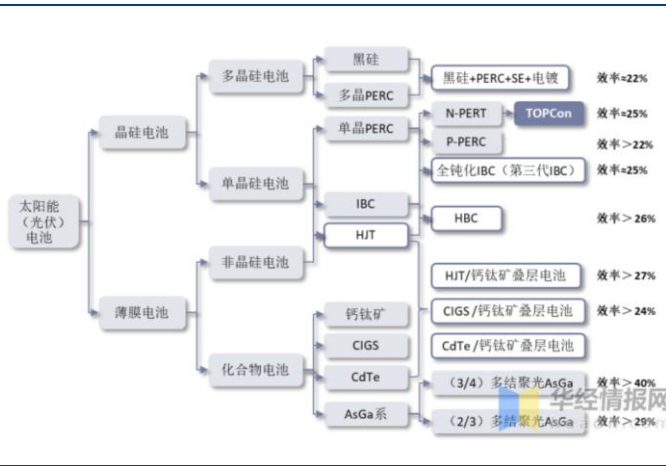 黑硅
多晶硅电池
黑硅+PERC+SE+电镀
效率≈22%
多晶PERC
N-PERT
TOPCon
效率≈25%
晶硅电池
单晶PERC
P-PERC
效率>22%
全钝化IBC（第三代IBC）
效率≈25%
单晶硅电池
IBC
太阳能
（光伏）
电池
HBC
效率>26%
HJT
非晶硅电池
HJT/钙钛矿叠层电池
效率>27%
薄膜电池
钙钛矿
CIGS/钙钛矿叠层电池
效率>24%
CIGS
CdTe/钙钛矿叠层电池
化合物电池
CdTe
（3/4）多结聚光AsGa
效率>40%
华经情报网
AsGa系
（2/3）多结聚光AsGa
效率>29%